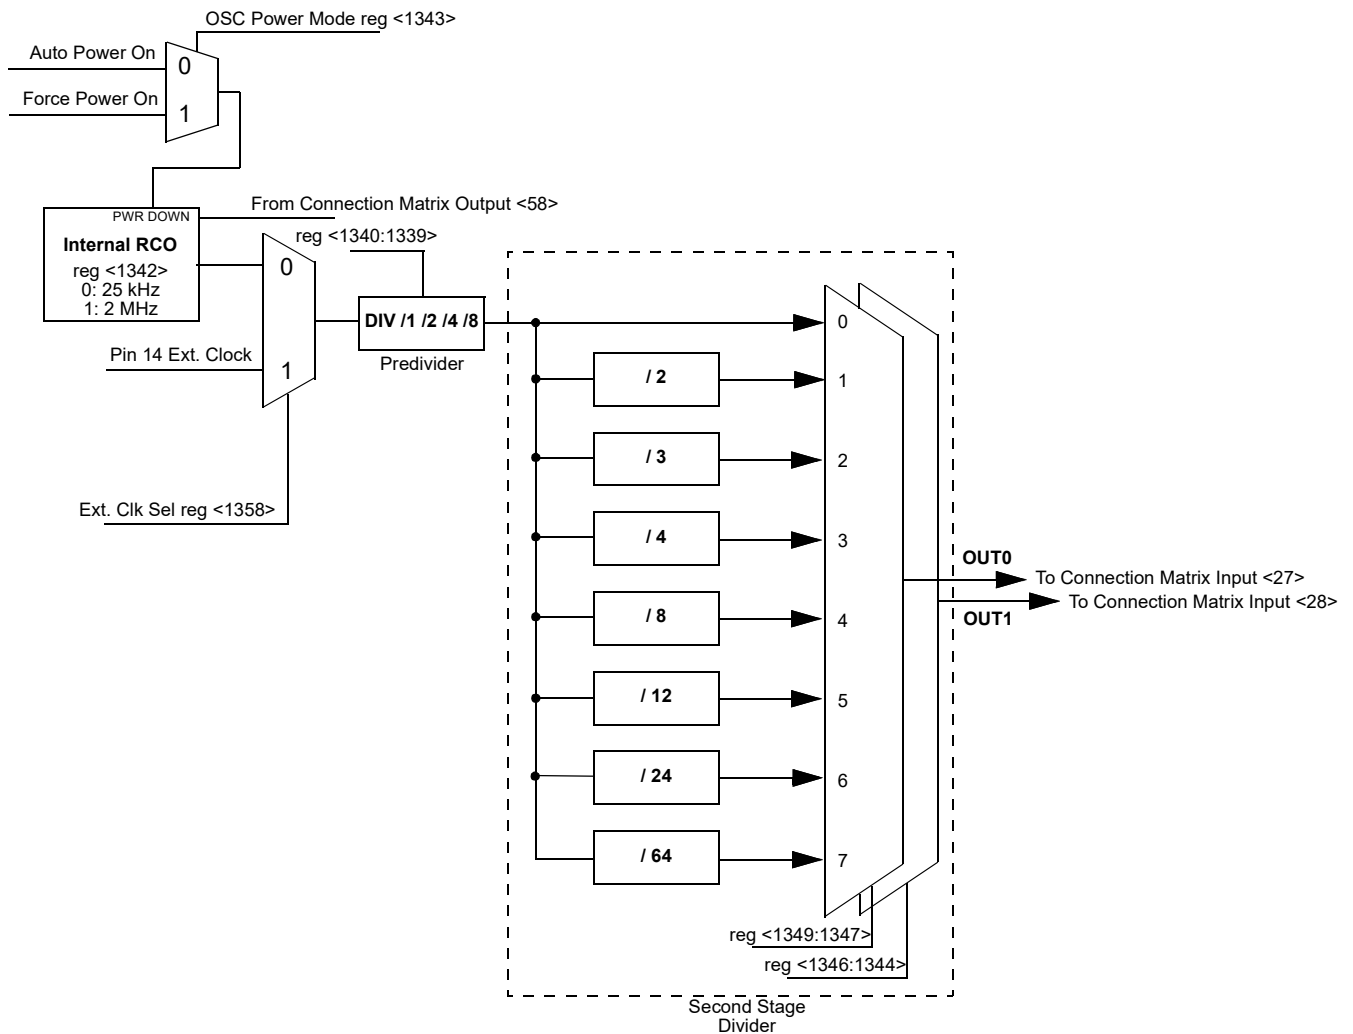 OSC Power Mode reg <1343>
Auto Power On
0
Force Power On
1
From Connection Matrix Output <58>
PWR DOWN
reg <1340:1339>
Internal RCO
reg <1342>
0: 25 kHz
1: 2 MHz
0
DIV /1 /2 /4 /8
0
Pin 14 Ext. Clock
1
Predivider
/ 2
1
/ 3
2
Ext. Clk Sel reg <1358>
/ 4
3
OUT0
To Connection Matrix Input <27>
To Connection Matrix Input <28>
OUT1
/ 8
4
/ 12
5
/ 24
6
/ 64
7
reg <1349:1347>
reg <1346:1344>
Second Stage
Divider